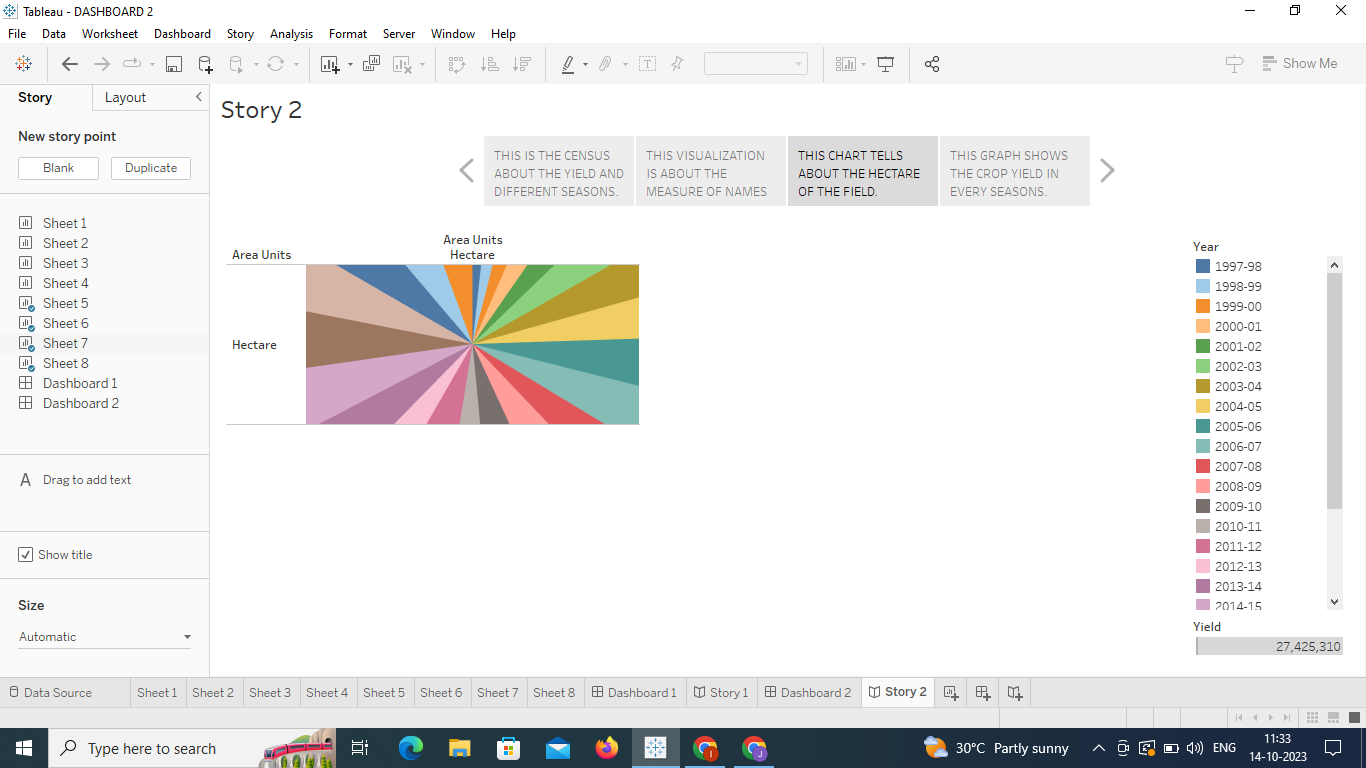 Tableau - DASHBOARD 2
File Data Worksheet Dashboard Story Analysis Format Server Window Help
Show Me
Story Layout
New story point
Blank Duplicate
Sheet 1
Sheet 2
Sheet 3
Sheet 4
Sheet 5
Sheet 6
Sheet 7
Sheet 8
Dashboard 1
Dashboard 2
A Drag to add text
Show title
Size
Automatic
Story 2
THIS IS THE CENSUS
ABOUT THE YIELD AND
DIFFERENT SEASONS.
THIS VISUALIZATION
IS ABOUT THE
MEASURE OF NAMES
THIS CHART TELLS
ABOUT THE HECTARE
OF THE FIELD.
THIS GRAPH SHOWS
THE CROP YIELD IN
EVERY SEASONS.
Area Units
Area Units Hectare
Hectare
Year
1997-98
1998-99
1999-00
2000-01
2001-02
2002-03
2003-04
2004-05
2005-06
2006-07
2007-08
2008-09
2009-10
2010-11
2011-12
2012-13
2013-14
2014-15
Yield
27,425,310
Data Source Sheet 1 Sheet 2 Sheet 3 Sheet 4 Sheet 5 Sheet 6 Sheet 7 Sheet 8 Dashboard 1 Story 1 Dashboard 2 Story 2
Type here to search
30°C Partly sunny
ENG
11:33
14-10-2023